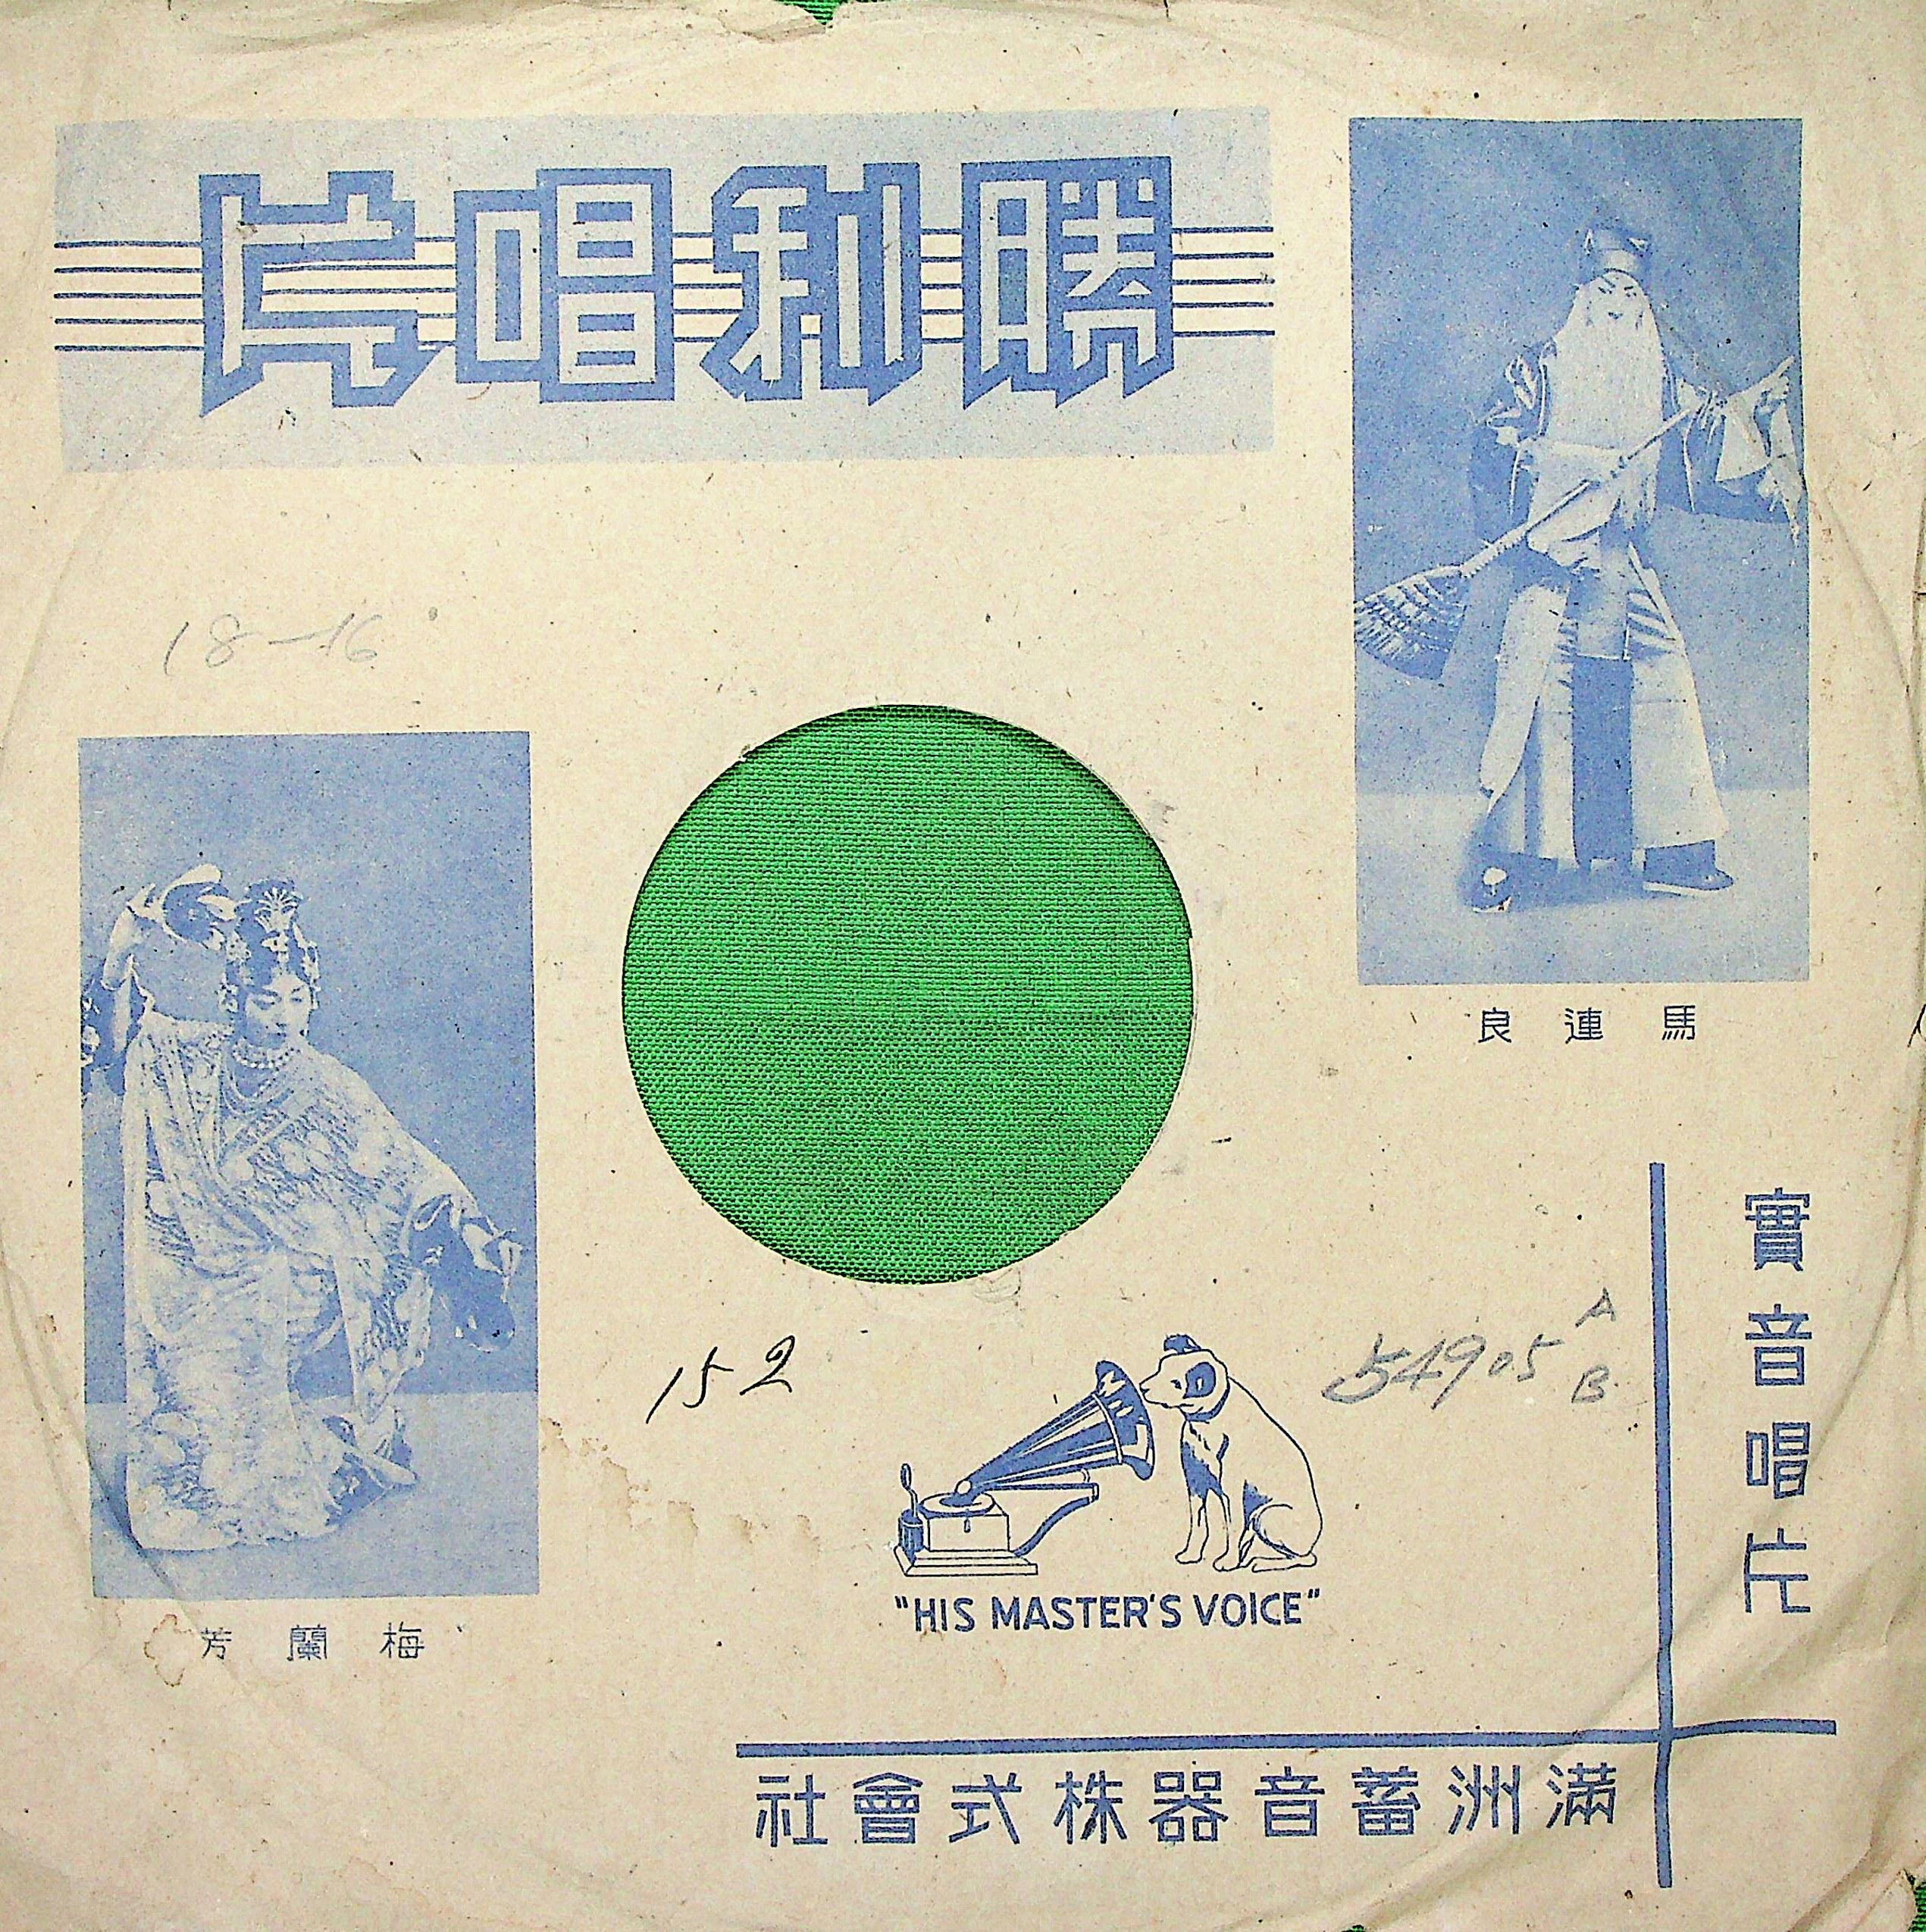 勝利唱片
18-16
馬連良
實音唱片
152
54905 A
B
"HIS MASTER'S VOICE"
梅蘭芳
滿洲蓄音器株式會社